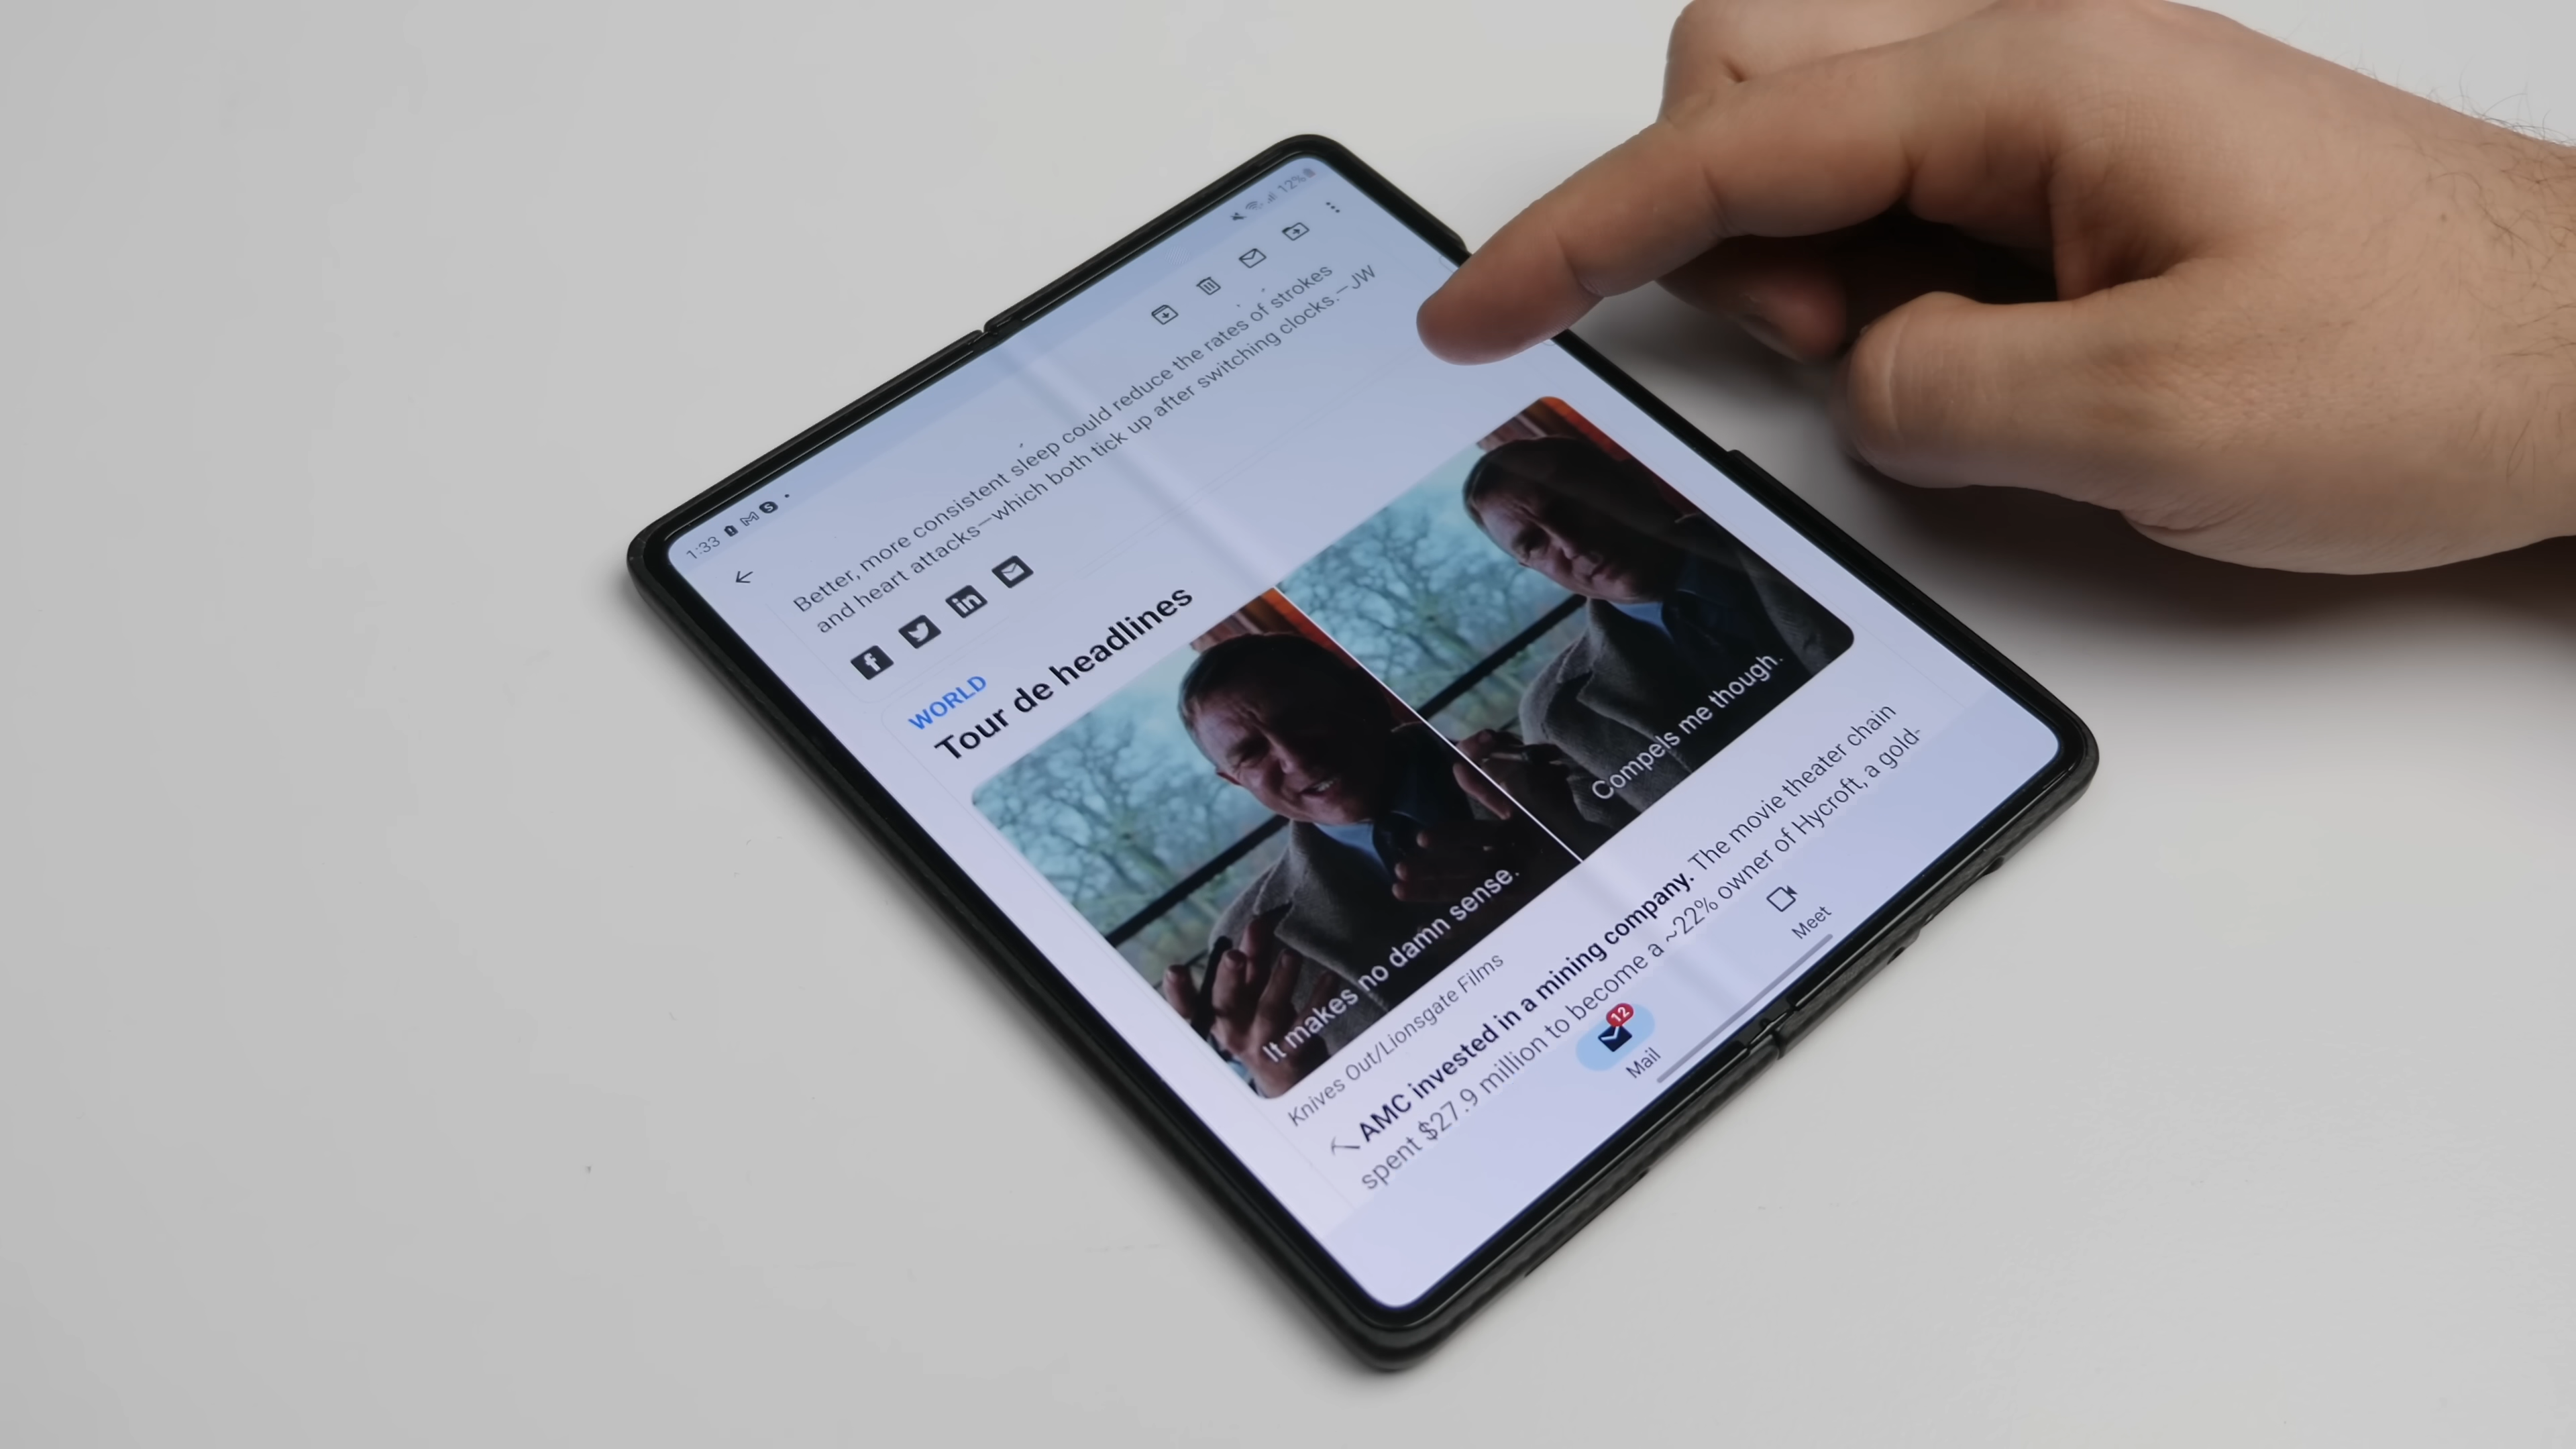 1:33
12%
Better, more consistent sleep could reduce the rates of strokes
and heart attacks—which both tick up after switching clocks.—JW
f
in
WORLD
Tour de headlines
It makes no damn sense.
Compels me though.
Knives Out/Lionsgate Films
AMC invested in a mining company. The movie theater chain
spent $27.9 million to become a ~22% owner of Hycroft, a gold-
12
Mail
Meet